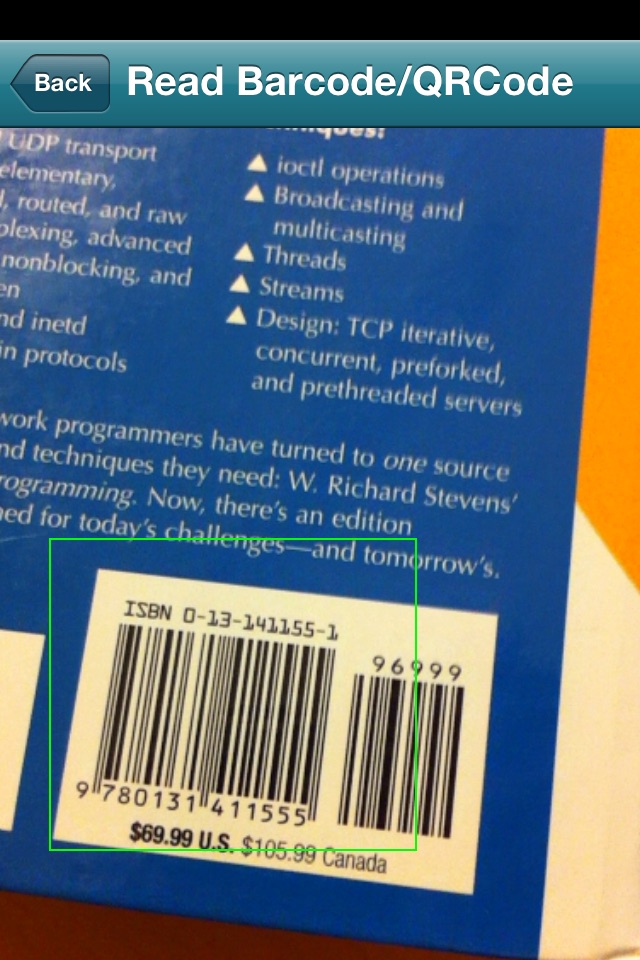 Back
Read Barcode/QRCode
UDP transport
elementary,
routed, and raw
plexing, advanced
nonblocking, and
en
nd inetd
in protocols
▲ ioctl operations
▲ Broadcasting and
multicasting
▲ Threads
▲ Streams
▲ Design: TCP iterative,
concurrent, preforked,
and prethreaded servers
work programmers have turned to one source
nd techniques they need: W. Richard Stevens'
rogramming. Now, there's an edition
ned for today's challenges—and tomorrow's.
ISBN 0-13-141155-1
96999
9 780131 411555
$69.99 U.S. $105.99 Canada